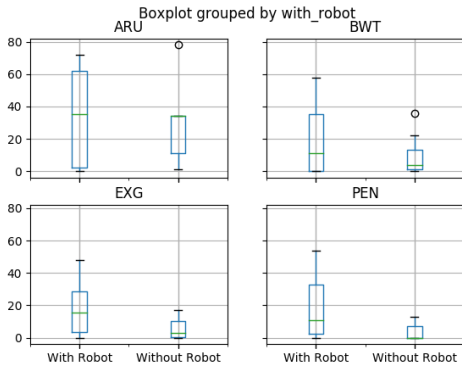 Boxplot grouped by with_robot
ARU
BWT
80
60
40
20
0
EXG
PEN
80
60
40
20
0
With Robot Without Robot With Robot Without Robot